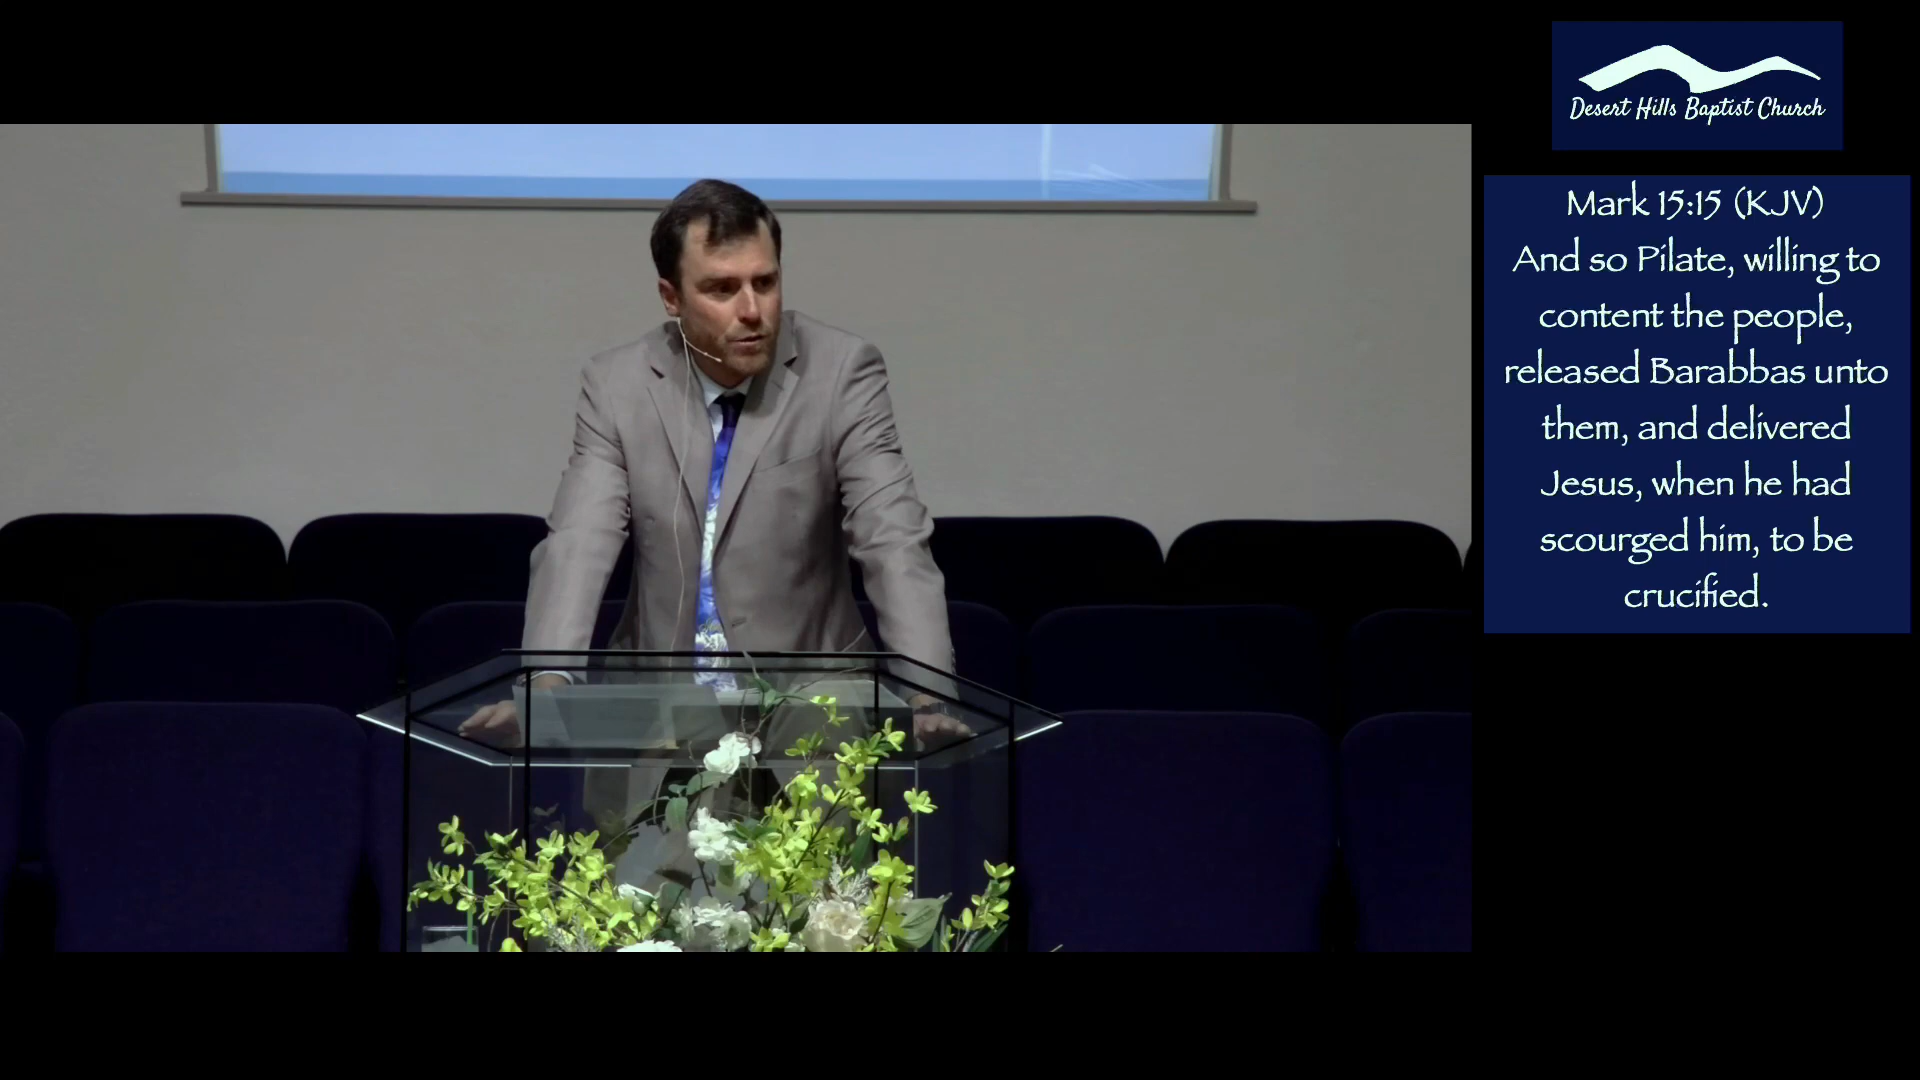 Desert Hills Baptist Church
Mark 15:15 (KJV)
And so Pilate, willing to
content the people,
released Barabbas unto
them, and delivered
Jesus, when he had
scourged him, to be
crucified.